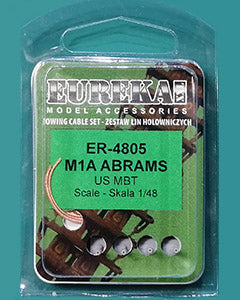 EUREKA!
MODEL ACCESSORIES
TOWING CABLE SET - ZESTAW LIN HOLOWNICZYCH
ER-4805
M1A ABRAMS
US MBT
Scale - Skala 1/48